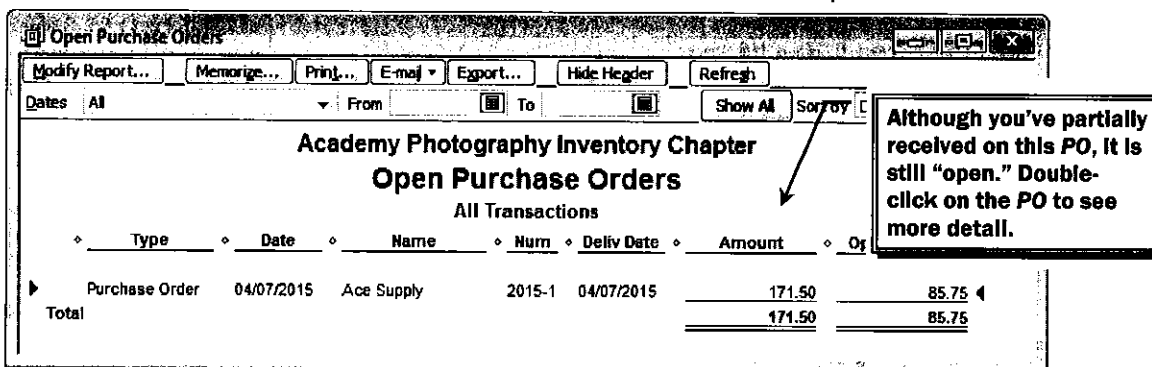 Open Purchase Orders
Modify Report... Memorize... Print... E-mail Export... Hide Header Refresh
Dates All From To Show All Sort By
Although you've partially
received on this PO, it is
still "open." Double-
click on the PO to see
more detail.
Academy Photography Inventory Chapter
Open Purchase Orders
All Transactions
Type Date Name Num Deliv Date Amount
Purchase Order 04/07/2015 Ace Supply 2015-1 04/07/2015 171.50 85.75
Total 171.50 85.75